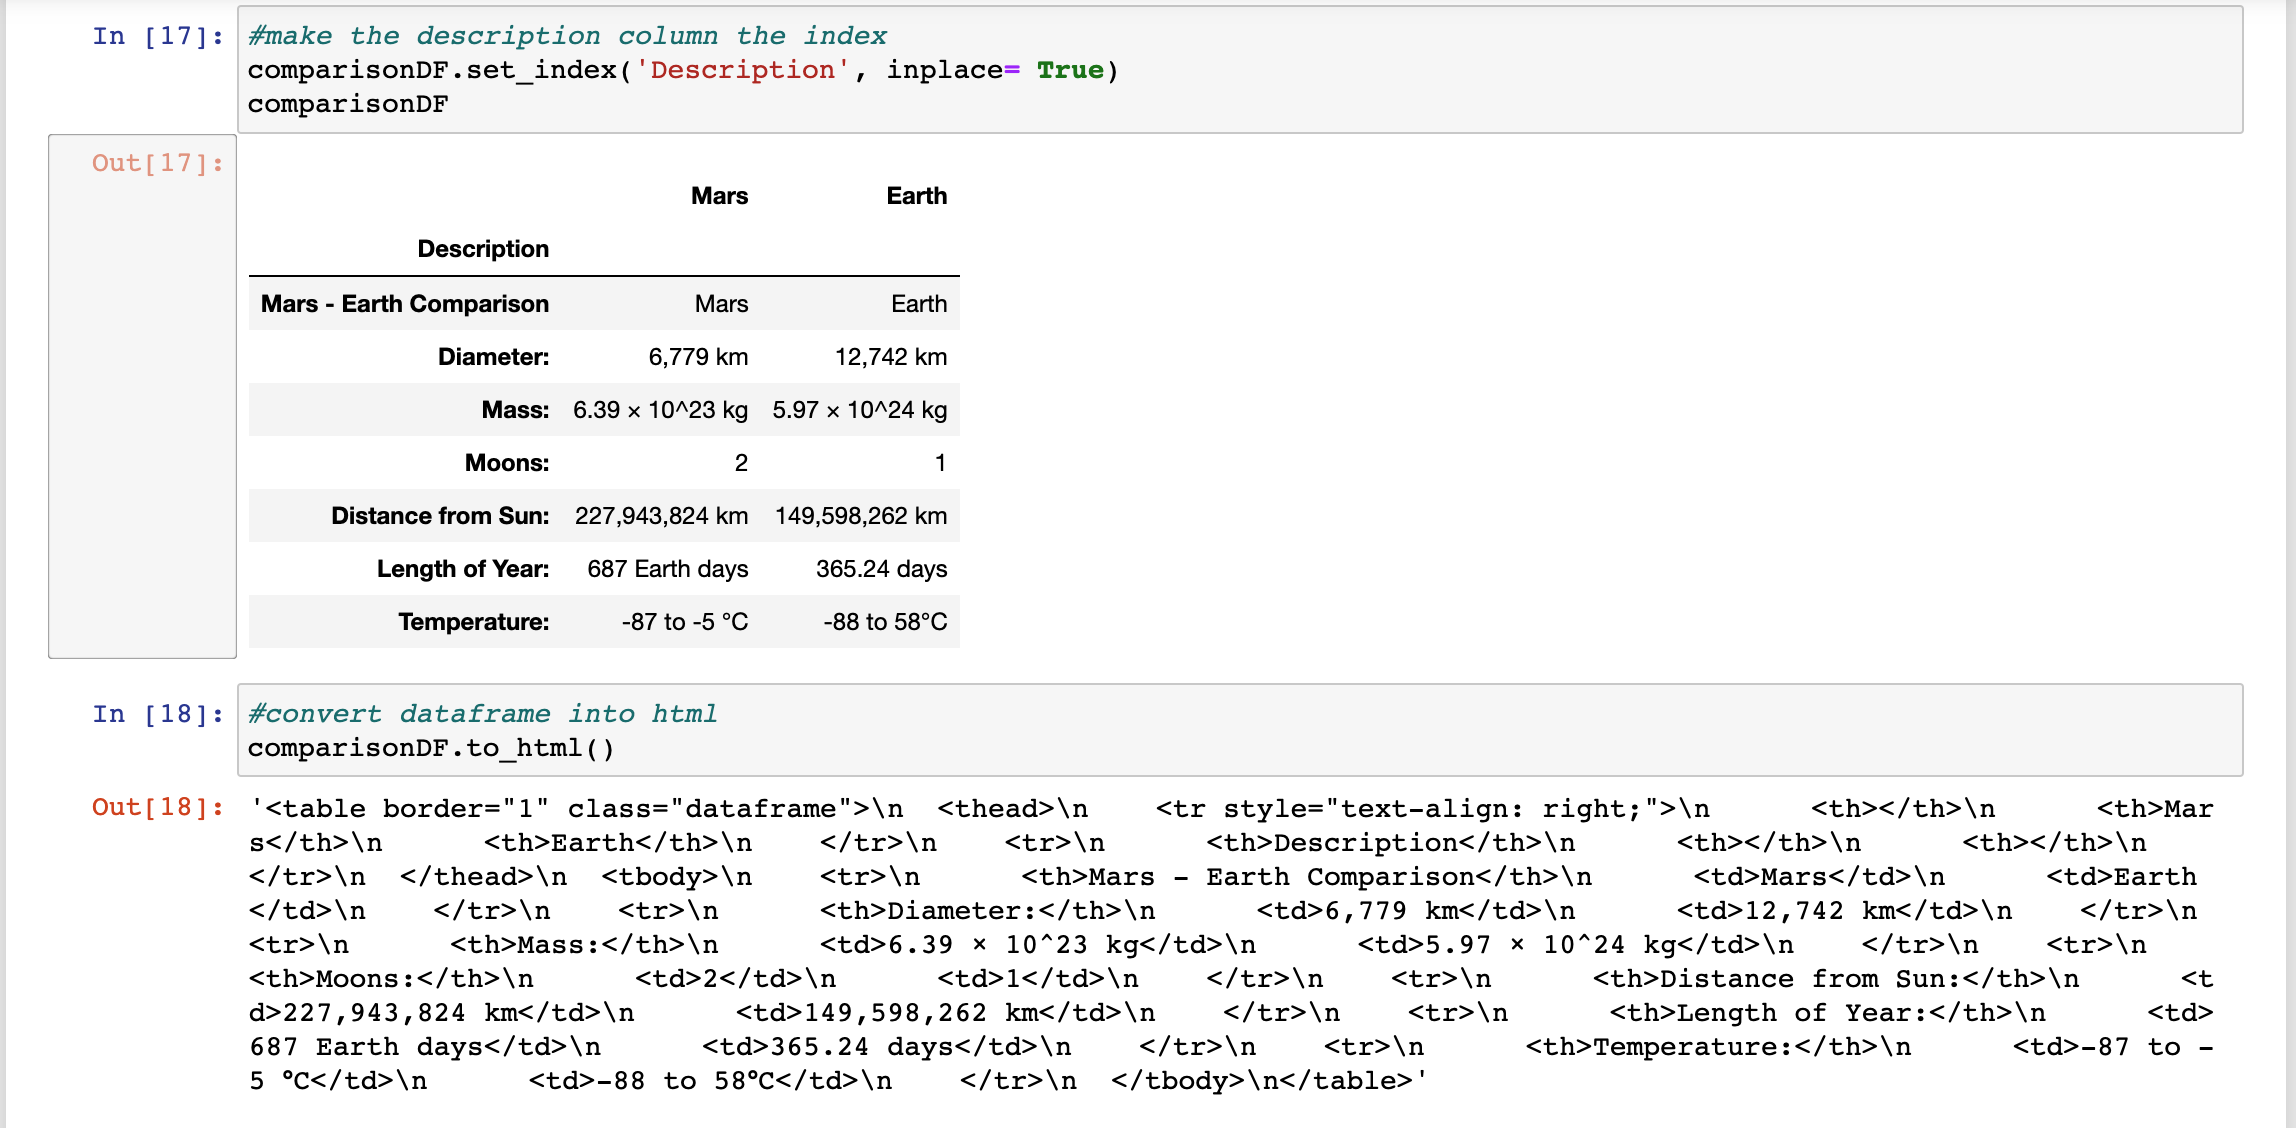 In [17]: #make the description column the index
comparisonDF.set_index('Description', inplace= True)
comparisonDF
Out[17]:
Mars Earth
Description
Mars - Earth Comparison Mars Earth
Diameter: 6,779 km 12,742 km
Mass: 6.39 × 10^23 kg 5.97 × 10^24 kg
Moons: 2 1
Distance from Sun: 227,943,824 km 149,598,262 km
Length of Year: 687 Earth days 365.24 days
Temperature: -87 to -5 °C -88 to 58°C
In [18]: #convert dataframe into html
comparisonDF.to_html()
Out[18]: '<table border="1" class="dataframe">\n  <thead>\n    <tr style="text-align: right;">\n      <th></th>\n      <th>Mar
s</th>\n      <th>Earth</th>\n    </tr>\n    <tr>\n      <th>Description</th>\n      <th></th>\n      <th></th>\n
</tr>\n  </thead>\n  <tbody>\n    <tr>\n      <th>Mars - Earth Comparison</th>\n      <td>Mars</td>\n      <td>Earth
</td>\n    </tr>\n    <tr>\n      <th>Diameter:</th>\n      <td>6,779 km</td>\n      <td>12,742 km</td>\n    </tr>\n
<tr>\n      <th>Mass:</th>\n      <td>6.39 × 10^23 kg</td>\n      <td>5.97 × 10^24 kg</td>\n    </tr>\n    <tr>\n
<th>Moons:</th>\n      <td>2</td>\n      <td>1</td>\n    </tr>\n    <tr>\n      <th>Distance from Sun:</th>\n      <t
d>227,943,824 km</td>\n      <td>149,598,262 km</td>\n    </tr>\n    <tr>\n      <th>Length of Year:</th>\n      <td>
687 Earth days</td>\n      <td>365.24 days</td>\n    </tr>\n    <tr>\n      <th>Temperature:</th>\n      <td>-87 to -
5 °C</td>\n      <td>-88 to 58°C</td>\n    </tr>\n  </tbody>\n</table>'